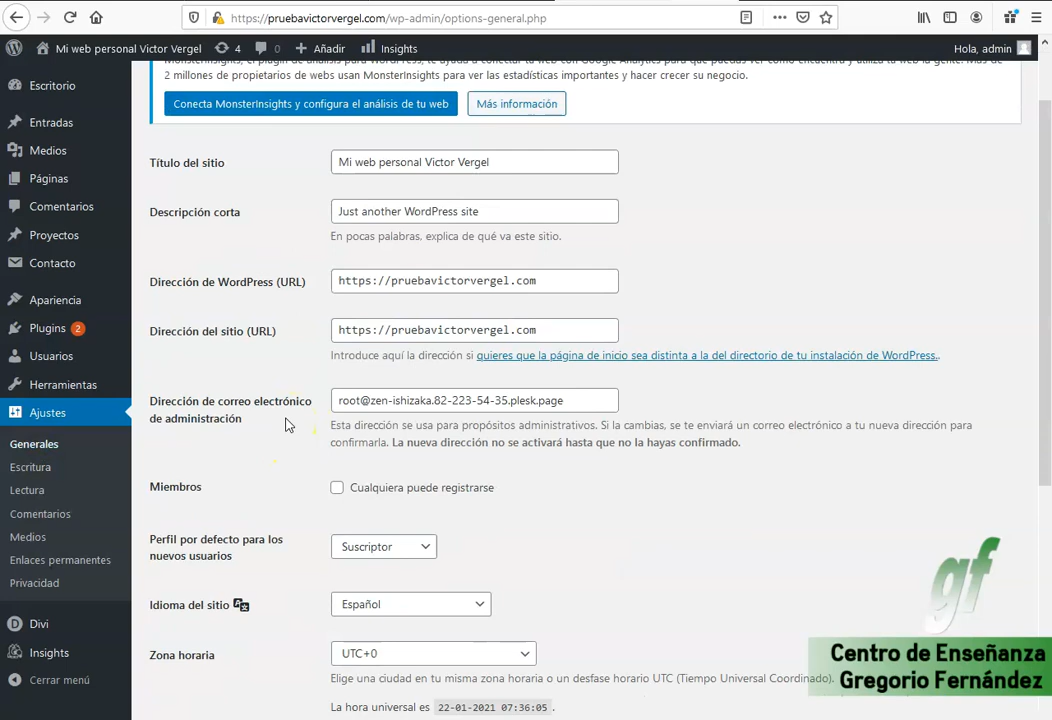 https://pruebavictorvergel.com/wp-admin/options-general.php
Mi web personal Victor Vergel 4 0 Añadir Insights Hola, admin
2 millones de propietarios de webs usan MonsterInsights para ver las estadísticas importantes y hacer crecer su negocio.
Conecta MonsterInsights y configura el análisis de tu web Más información
Escritorio
Entradas
Medios
Páginas
Comentarios
Proyectos
Contacto
Apariencia
Plugins 2
Usuarios
Herramientas
Ajustes
Generales
Escritura
Lectura
Comentarios
Medios
Enlaces permanentes
Privacidad
Divi
Insights
Cerrar menú
Título del sitio Mi web personal Victor Vergel
Descripción corta Just another WordPress site
En pocas palabras, explica de qué va este sitio.
Dirección de WordPress (URL) https://pruebavictorvergel.com
Dirección del sitio (URL) https://pruebavictorvergel.com
Introduce aquí la dirección si quieres que la página de inicio sea distinta a la del directorio de tu instalación de WordPress..
Dirección de correo electrónico
de administración
root@zen-ishizaka.82-223-54-35.plesk.page
Esta dirección se usa para propósitos administrativos. Si la cambias, se te enviará un correo electrónico a tu nueva dirección para
confirmarla. La nueva dirección no se activará hasta que no la hayas confirmado.
Miembros Cualquiera puede registrarse
Perfil por defecto para los
nuevos usuarios
Suscriptor
Idioma del sitio Español
Zona horaria UTC+0
Elige una ciudad en tu misma zona horaria o un desfase horario UTC (Tiempo Universal Coordinado).
La hora universal es 22-01-2021 07:36:05 .
gf
Centro de Enseñanza
Gregorio Fernández